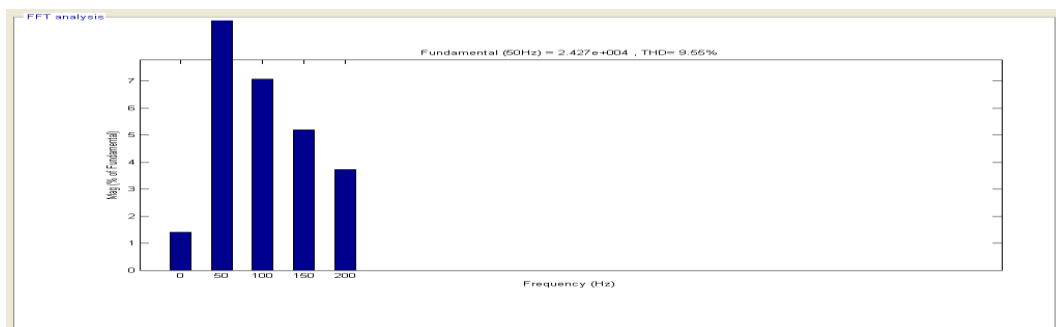 FFT analysis
Fundamental (50Hz) = 2.427e+004 , THD= 9.55%
7
6
5
4
3
2
1
0
Mag (% of Fundamental)
0 50 100 150 200
Frequency (Hz)